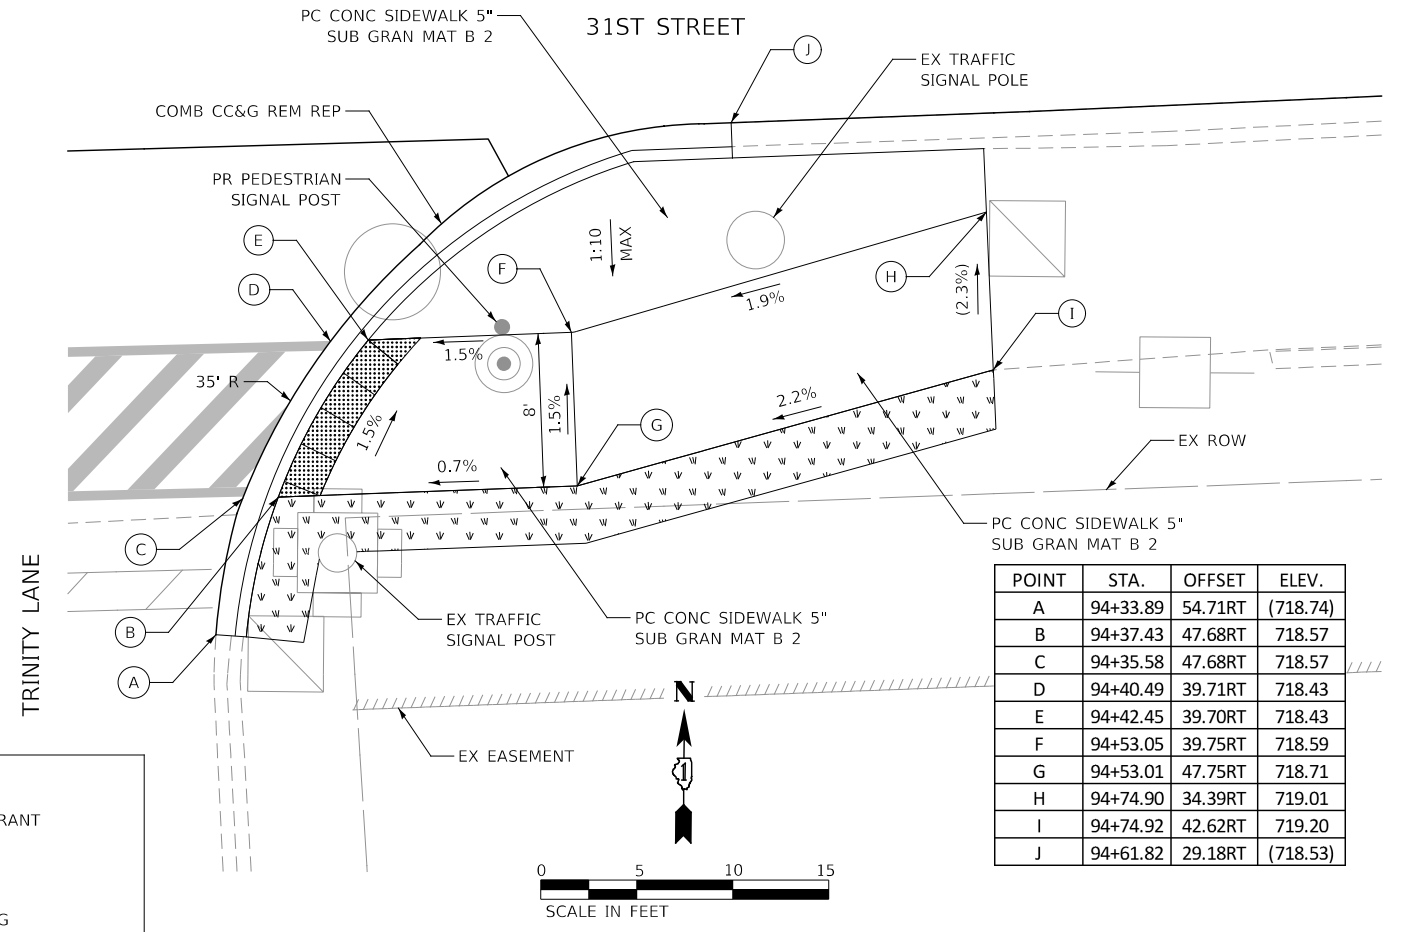 PC CONC SIDEWALK 5"
SUB GRAN MAT B 2
31ST STREET
J
EX TRAFFIC
SIGNAL POLE
COMB CC&G REM REP
PR PEDESTRIAN
SIGNAL POST
E
F
1:10
MAX
D
H
1.9%
(2.3%)
I
1.5%
35' R
8'
1.5%
1.5%
2.2%
G
0.7%
EX ROW
C
PC CONC SIDEWALK 5"
SUB GRAN MAT B 2
TRINITY LANE
B
EX TRAFFIC
SIGNAL POST
PC CONC SIDEWALK 5"
SUB GRAN MAT B 2
A
N
1
EX EASEMENT
POINT STA. OFFSET ELEV.
A 94+33.89 54.71RT (718.74)
B 94+37.43 47.68RT 718.57
C 94+35.58 47.68RT 718.57
D 94+40.49 39.71RT 718.43
E 94+42.45 39.70RT 718.43
F 94+53.05 39.75RT 718.59
G 94+53.01 47.75RT 718.71
H 94+74.90 34.39RT 719.01
I 94+74.92 42.62RT 719.20
J 94+61.82 29.18RT (718.53)
RANT
G
0 5 10 15
SCALE IN FEET